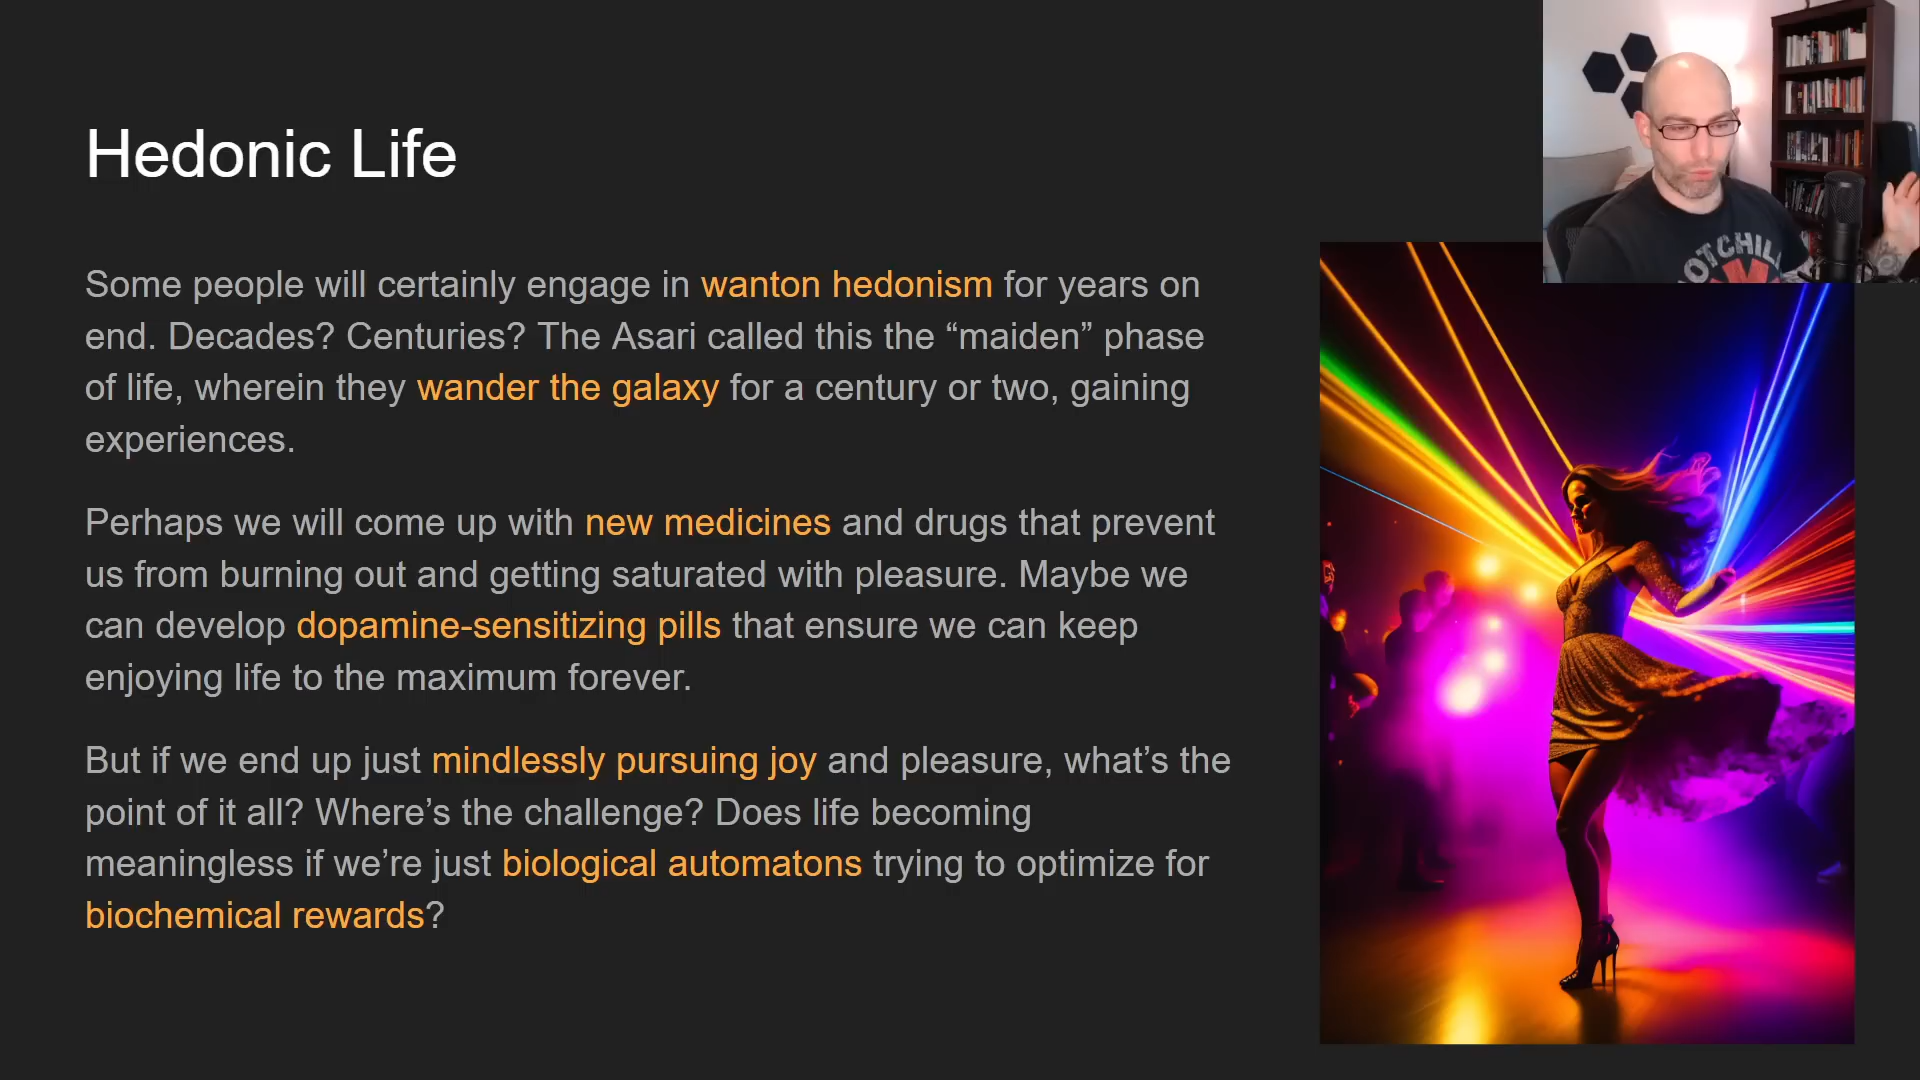 Hedonic Life
Some people will certainly engage in wanton hedonism for years on
end. Decades? Centuries? The Asari called this the “maiden” phase
of life, wherein they wander the galaxy for a century or two, gaining
experiences.
Perhaps we will come up with new medicines and drugs that prevent
us from burning out and getting saturated with pleasure. Maybe we
can develop dopamine-sensitizing pills that ensure we can keep
enjoying life to the maximum forever.
But if we end up just mindlessly pursuing joy and pleasure, what’s the
point of it all? Where’s the challenge? Does life becoming
meaningless if we’re just biological automatons trying to optimize for
biochemical rewards?